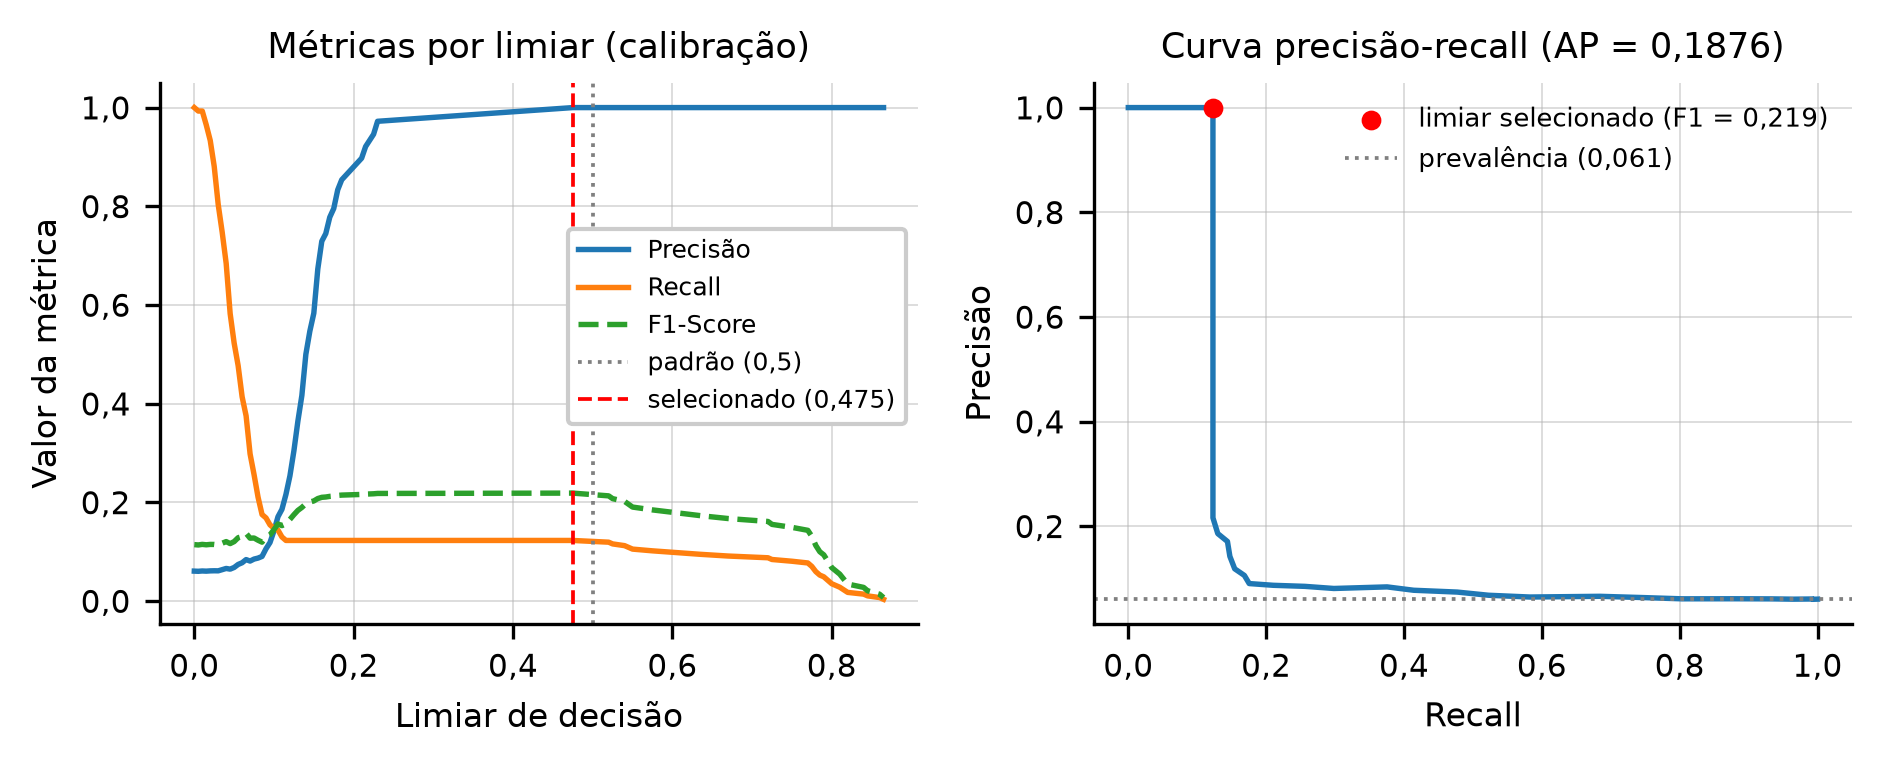 Métricas por limiar (calibração)
Valor da métrica
1,0
0,8
0,6
0,4
0,2
0,0
Precisão
Recall
F1-Score
padrão (0,5)
selecionado (0,475)
0,0 0,2 0,4 0,6 0,8
Limiar de decisão
Curva precisão-recall (AP = 0,1876)
Precisão
1,0
0,8
0,6
0,4
0,2
limiar selecionado (F1 = 0,219)
prevalência (0,061)
0,0 0,2 0,4 0,6 0,8 1,0
Recall